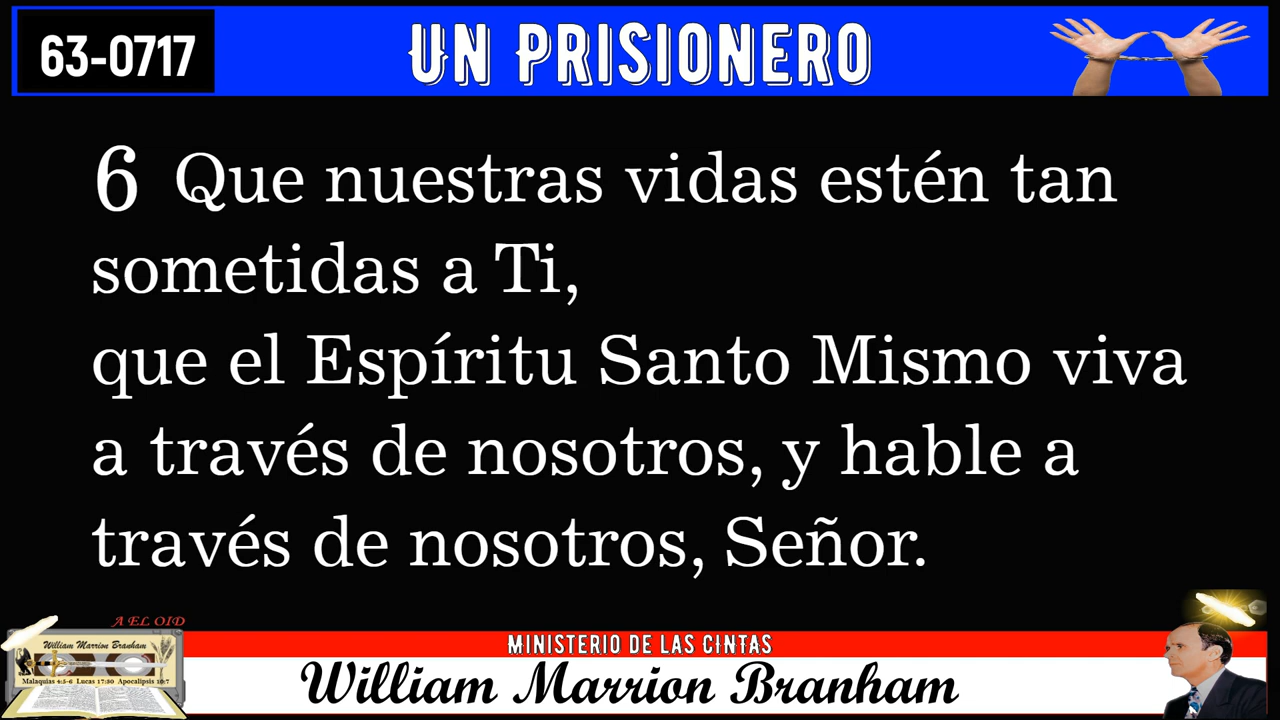 63-0717
UN PRISIONERO
6 Que nuestras vidas estén tan
sometidas a Ti,
que el Espíritu Santo Mismo viva
a través de nosotros, y hable a
través de nosotros, Señor.
A EL OID
William Marrion Branham
Malaquias 4:5-6 Lucas 17:30 Apocalipsis 10:7
MINISTERIO DE LAS CINTAS
William Marrion Branham